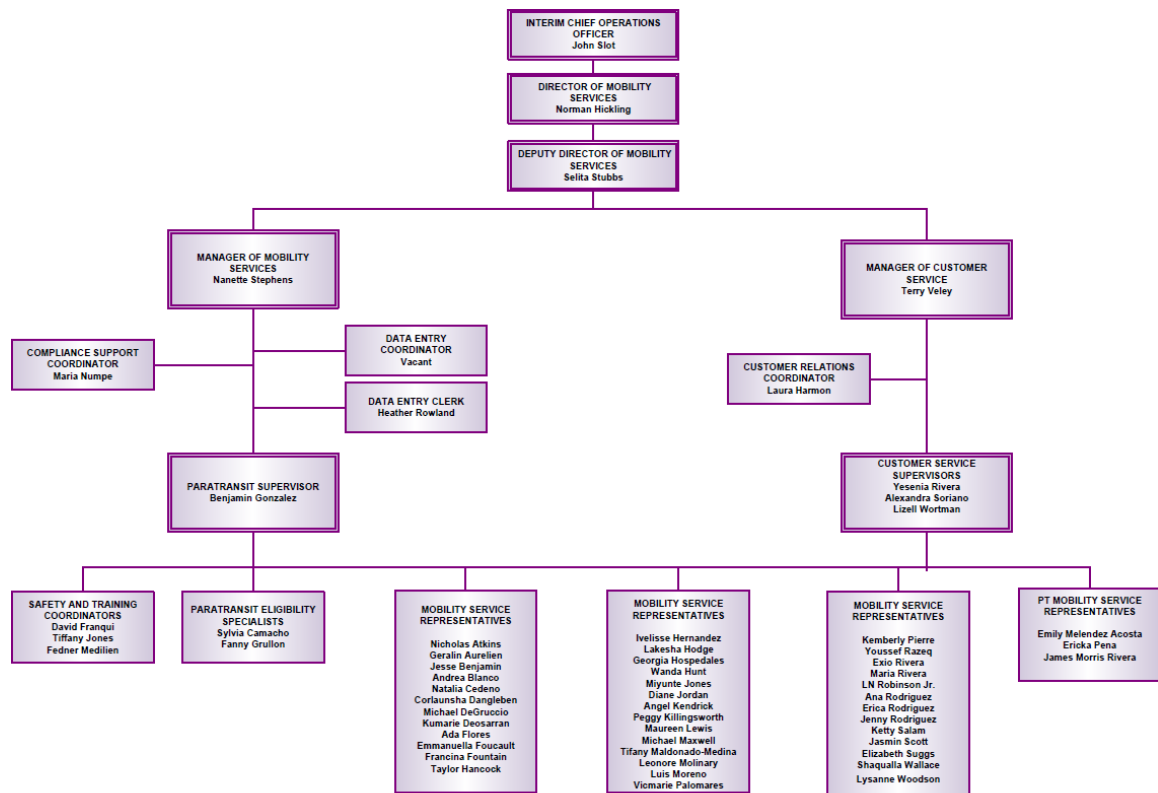 INTERIM CHIEF OPERATIONS
OFFICER
John Slot
DIRECTOR OF MOBILITY
SERVICES
Norman Hickling
DEPUTY DIRECTOR OF MOBILITY
SERVICES
Selita Stubbs
MANAGER OF MOBILITY
SERVICES
Nanette Stephens
MANAGER OF CUSTOMER
SERVICE
Terry Veley
COMPLIANCE SUPPORT
COORDINATOR
Maria Numpe
DATA ENTRY
COORDINATOR
Vacant
DATA ENTRY CLERK
Heather Rowland
CUSTOMER RELATIONS
COORDINATOR
Laura Harmon
PARATRANSIT SUPERVISOR
Benjamin Gonzalez
CUSTOMER SERVICE
SUPERVISORS
Yesenia Rivera
Alexandra Soriano
Lizell Wortman
SAFETY AND TRAINING
COORDINATORS
David Franqui
Tiffany Jones
Fedner Medilien
PARATRANSIT ELIGIBILITY
SPECIALISTS
Sylvia Camacho
Fanny Grullon
MOBILITY SERVICE
REPRESENTATIVES
Nicholas Atkins
Geralin Aurelien
Jesse Benjamin
Andrea Blanco
Natalia Cedeno
Corlaunsha Dangleben
Michael DeGruccio
Kumarie Deosarran
Ada Flores
Emmanuella Foucault
Francina Fountain
Taylor Hancock
MOBILITY SERVICE
REPRESENTATIVES
Ivelisse Hernandez
Lakesha Hodge
Georgia Hospedales
Wanda Hunt
Miyunte Jones
Diane Jordan
Angel Kendrick
Peggy Killingsworth
Maureen Lewis
Michael Maxwell
Tifany Maldonado-Medina
Leonore Molinary
Luis Moreno
Vicmarie Palomares
MOBILITY SERVICE
REPRESENTATIVES
Kemberly Pierre
Youssef Razeq
Exio Rivera
Maria Rivera
LN Robinson Jr.
Ana Rodriguez
Erica Rodriguez
Jenny Rodriguez
Ketty Salam
Jasmin Scott
Elizabeth Suggs
Shaqualla Wallace
Lysanne Woodson
PT MOBILITY SERVICE
REPRESENTATIVES
Emily Melendez Acosta
Ericka Pena
James Morris Rivera